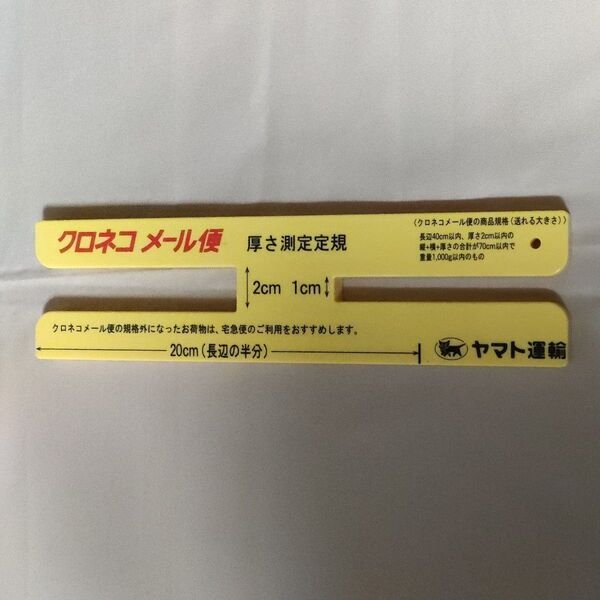 クロネコメール便 厚さ測定定規
(クロネコメール便の商品規格(送れる大きさ))
長辺40cm以内、厚さ2cm以内の
縦+横+厚さの合計が70cm以内で
重量1,000g以内のもの
2cm 1cm
クロネコメール便の規格外になったお荷物は、宅急便のご利用をおすすめします。
20cm(長辺の半分)
ヤマト運輸